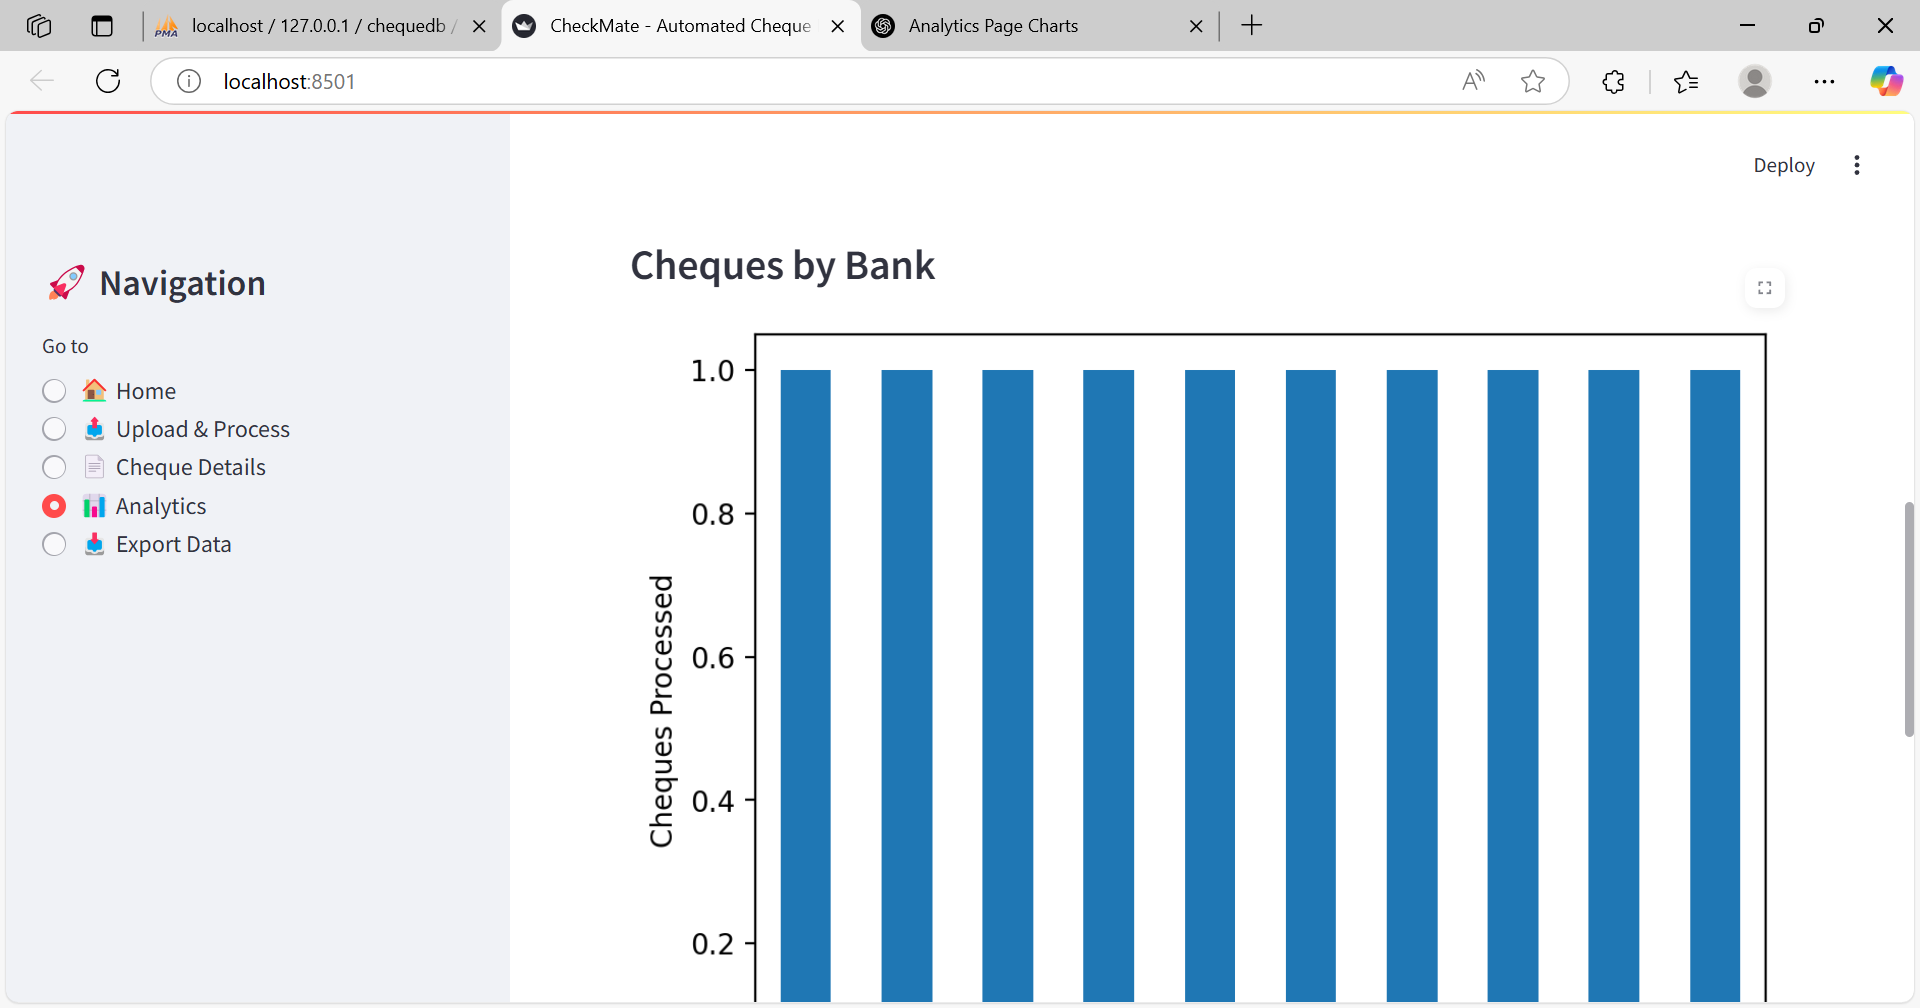 localhost / 127.0.0.1 / chequedb /
CheckMate - Automated Cheque
Analytics Page Charts
localhost:8501
Deploy
Navigation
Go to
Home
Upload & Process
Cheque Details
Analytics
Export Data
Cheques by Bank
1.0
0.8
0.6
0.4
0.2
Cheques Processed
PMA